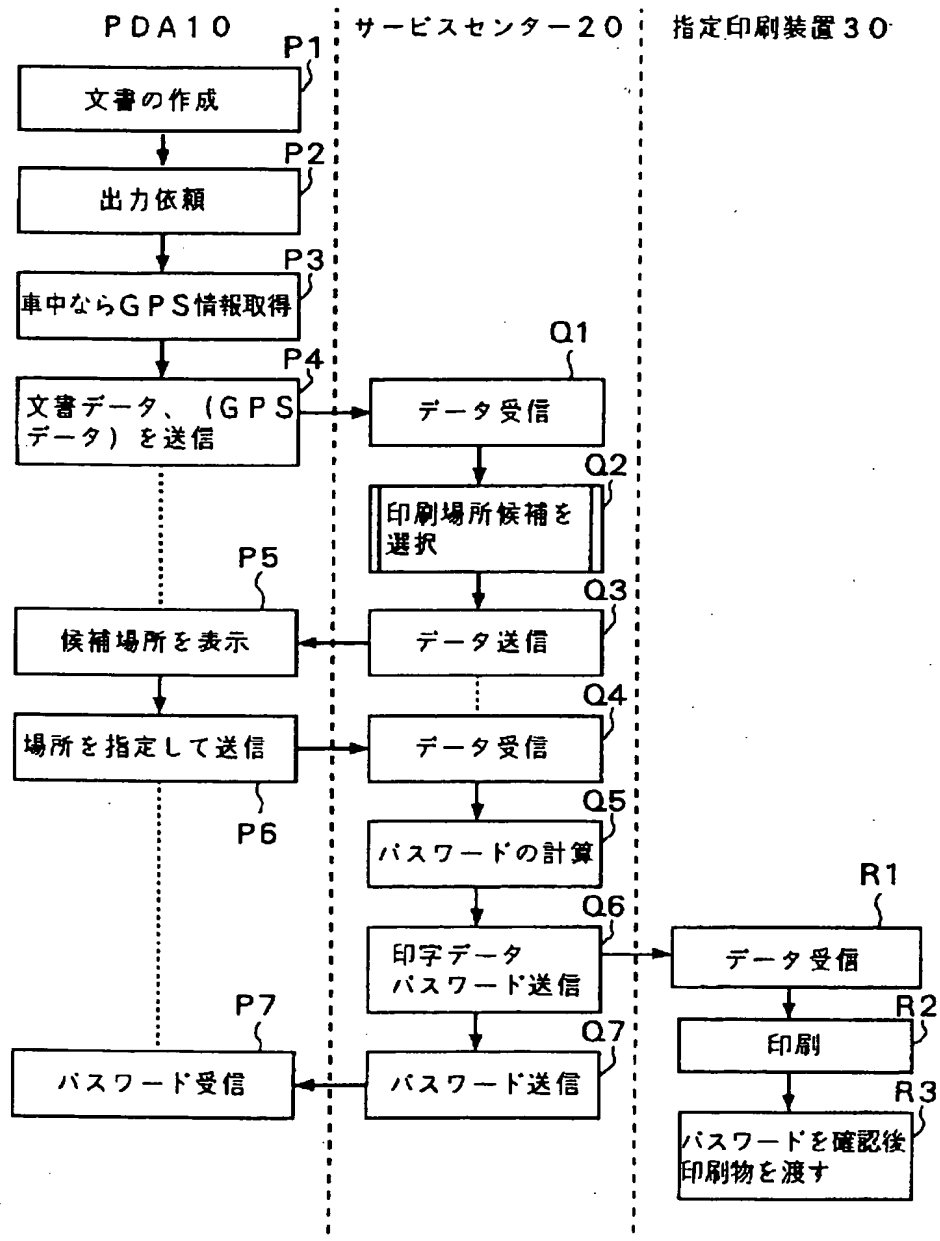 PDA10
サービスセンター20
指定印刷装置30
P1
文書の作成
P2
出力依頼
P3
車中ならGPS情報取得
P4
文書データ、(GPS
データ)を送信
Q1
データ受信
Q2
印刷場所候補を
選択
P5
候補場所を表示
Q3
データ送信
Q4
場所を指定して送信
データ受信
P6
Q5
パスワードの計算
Q6
印字データ
パスワード送信
R1
データ受信
R2
印刷
P7
パスワード受信
Q7
パスワード送信
R3
パスワードを確認後
印刷物を渡す